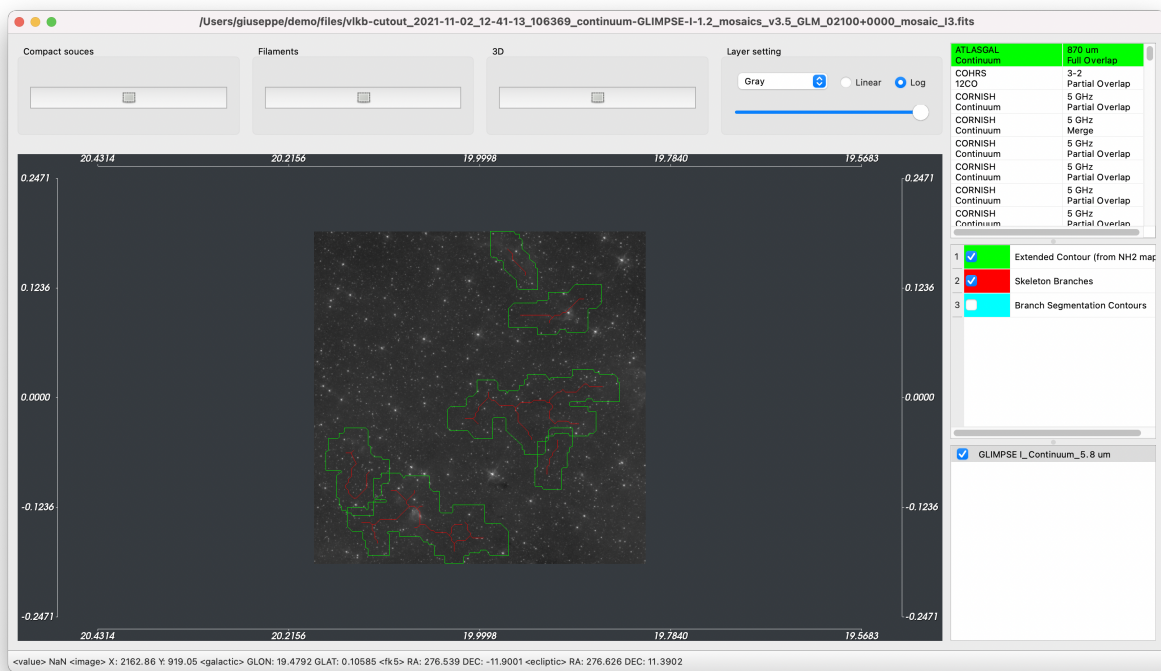 /Users/giuseppe/demo/files/vlkb-cutout_2021-11-02_12-41-13_106369_continuum-GLIMPSE-I-1.2_mosaics_v3.5_GLM_02100+0000_mosaic_I3.fits
Compact souces
Filaments
3D
Layer setting
Gray
Linear
Log
ATLASGAL 870 um
Continuum Full Overlap
COHRS 3-2
12CO Partial Overlap
CORNISH 5 GHz
Continuum Partial Overlap
CORNISH 5 GHz
Continuum Merge
CORNISH 5 GHz
Continuum Partial Overlap
CORNISH 5 GHz
Continuum Partial Overlap
CORNISH 5 GHz
Continuum Partial Overlap
CORNISH 5 GHz
Continuum Partial Overlap
20.4314 20.2156 19.9998 19.7840 19.5683
0.2471 0.2471
0.1236 0.1236
0.0000 0.0000
-0.1236 -0.1236
-0.2471 -0.2471
20.4314 20.2156 19.9998 19.7840 19.5683
1 Extended Contour (from NH2 map
2 Skeleton Branches
3 Branch Segmentation Contours
GLIMPSE I_Continuum_5.8 um
<value> NaN <image> X: 2162.86 Y: 919.05 <galactic> GLON: 19.4792 GLAT: 0.10585 <fk5> RA: 276.539 DEC: -11.9001 <ecliptic> RA: 276.626 DEC: 11.3902